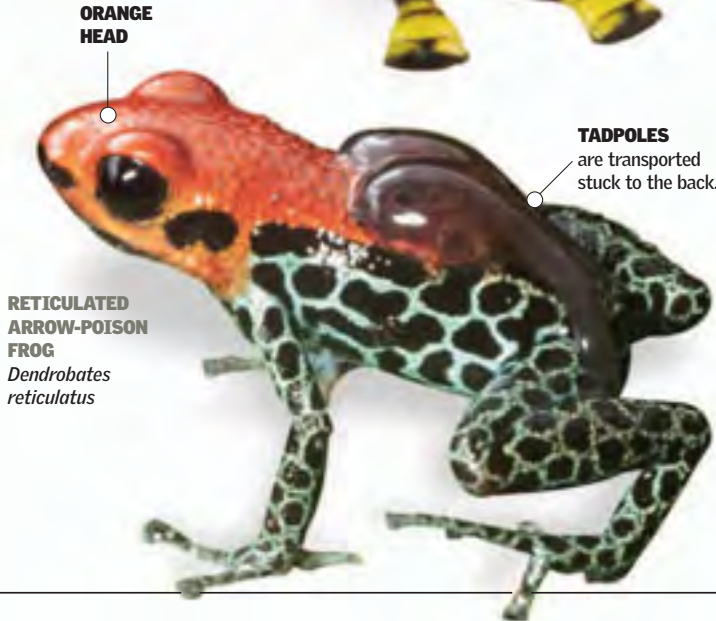 ORANGE
HEAD
TADPOLES
are transported
stuck to the back.
RETICULATED
ARROW-POISON
FROG
Dendrobates
reticulatus